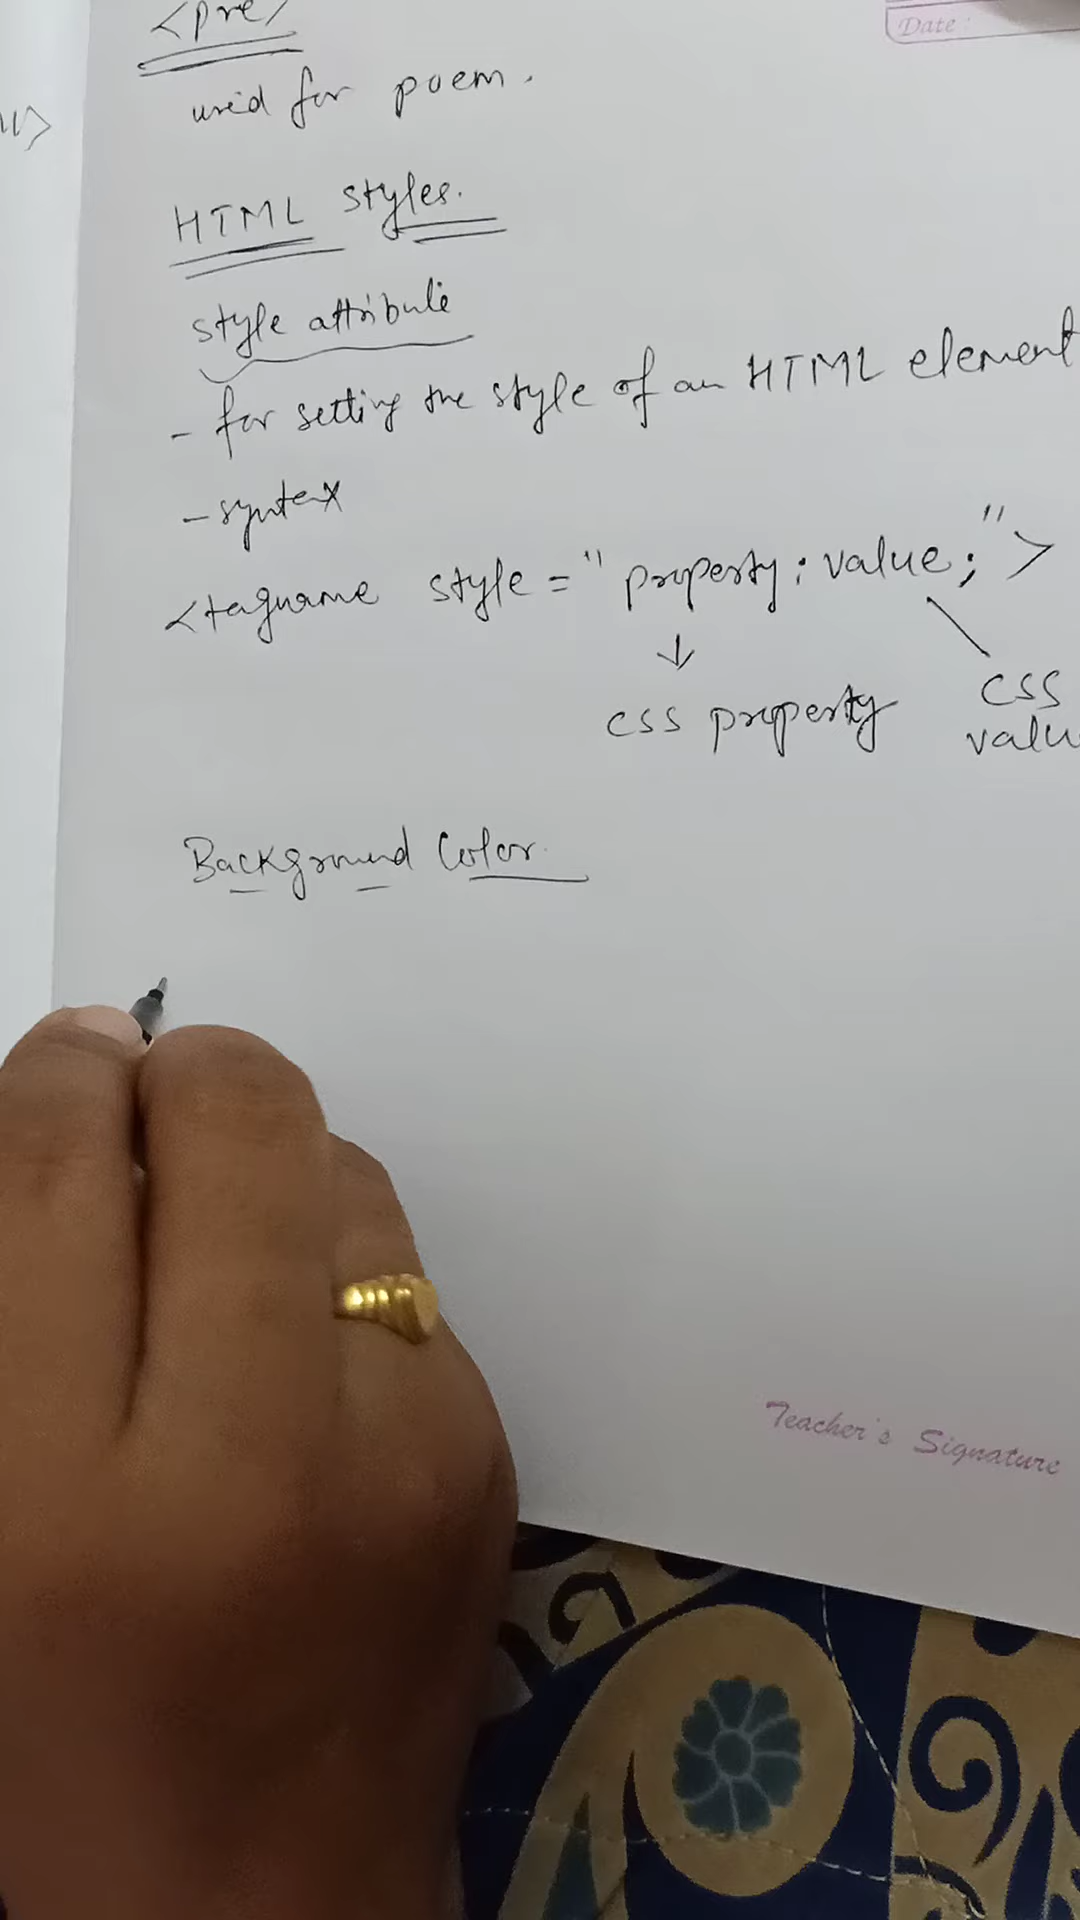 <pre>
Date :
used for poem.
HTML styles.
style attribute
- for setting the style of an HTML element
- syntax
<tagname style = "property : value ;">
css property
css
valu
Background Color.
Teacher's Signature